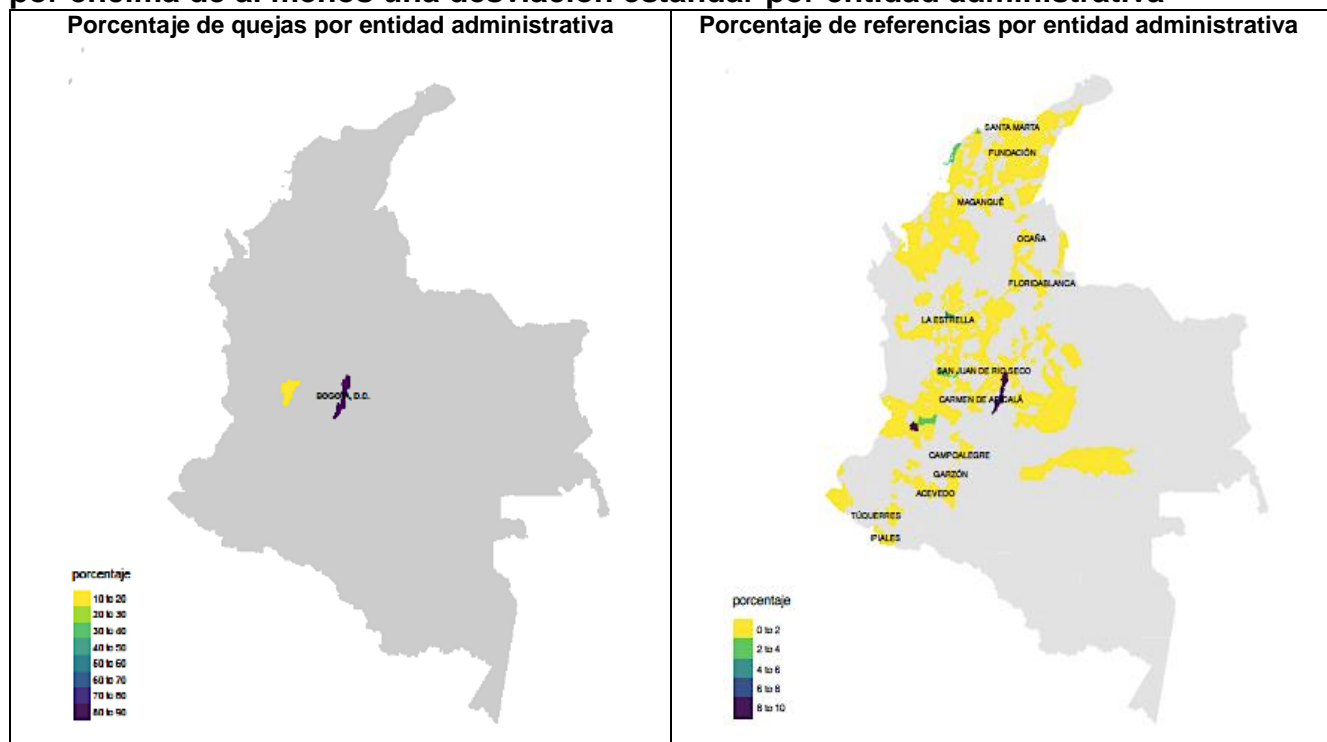 por encima de al menos una desviación estándar por entidad administrativa
Porcentaje de quejas por entidad administrativa
BOGOTÁ, D.C.
porcentaje
10 to 20
20 to 30
30 to 40
40 to 50
50 to 60
60 to 70
70 to 80
80 to 90
Porcentaje de referencias por entidad administrativa
SANTA MARTA
FUNDACIÓN
MAGANGUÉ
OCAÑA
FLORIDABLANCA
LA ESTRELLA
SAN JUAN DE RIO SECO
CARMEN DE APICALÁ
CAMPOALEGRE
GARZÓN
ACEVEDO
TÚQUERRES
IPIALES
porcentaje
0 to 2
2 to 4
4 to 6
6 to 8
8 to 10